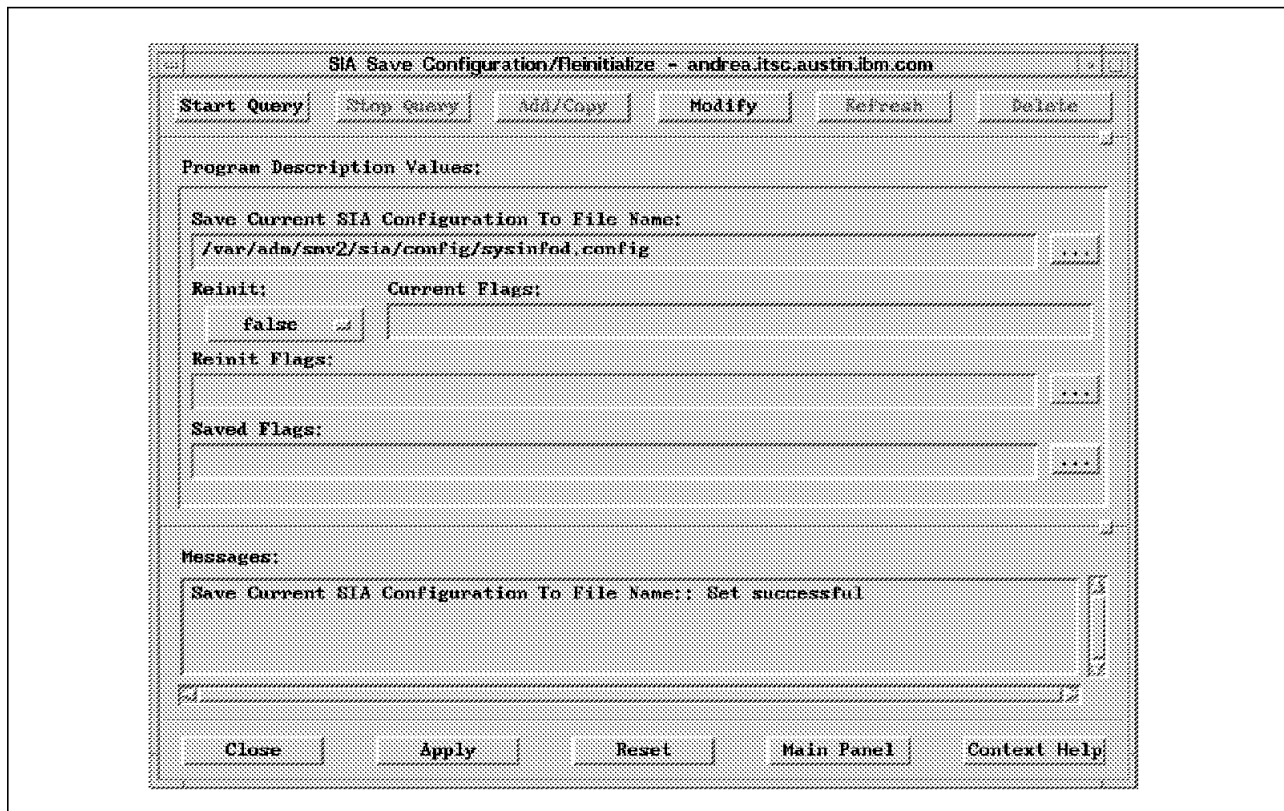 SIA Save Configuration/Reinitialize - andrea.itsc.austin.ibm.com
Start Query Stop Query Add/Copy Modify Refresh Delete
Program Description Values:
Save Current SIA Configuration To File Name:
/var/adm/smv2/sia/config/sysinfod.config ...
Reinit: Current Flags:
false
Reinit Flags:
...
Saved Flags:
...
Messages:
Save Current SIA Configuration To File Name:: Set successful
Close Apply Reset Main Panel Context Help